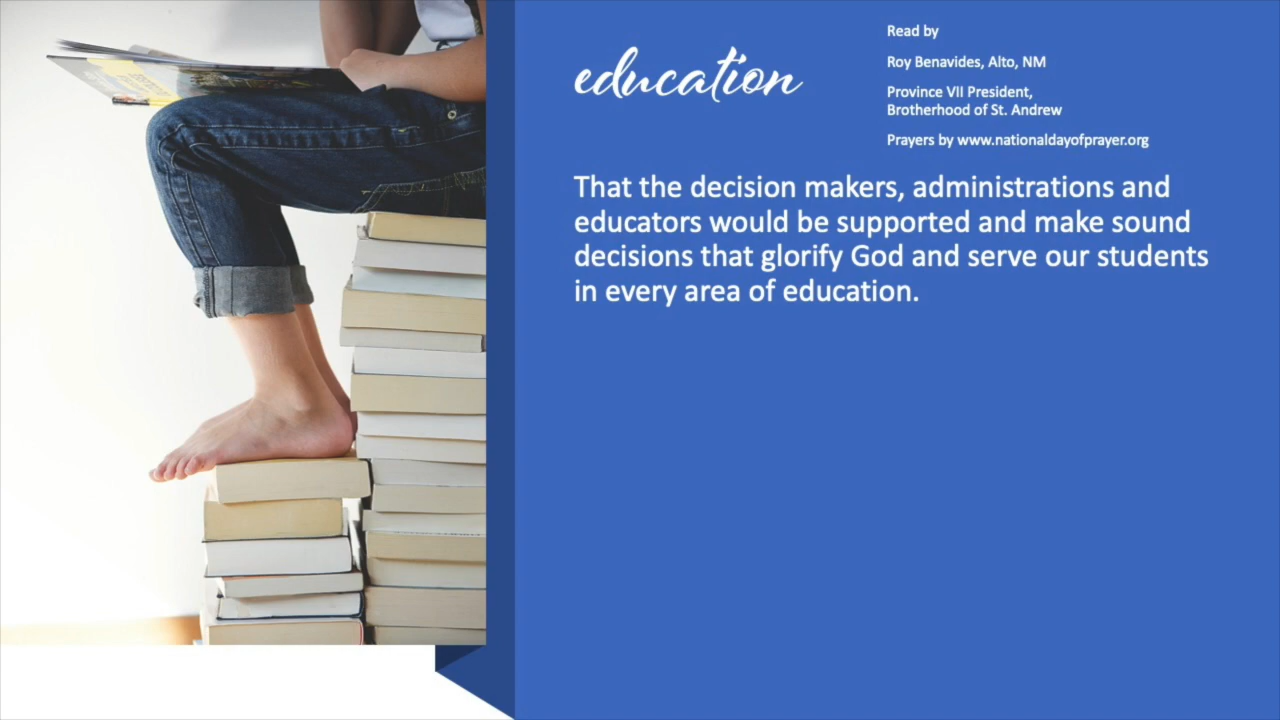 education
Read by
Roy Benavides, Alto, NM
Province VII President,
Brotherhood of St. Andrew
Prayers by www.nationaldayofprayer.org
That the decision makers, administrations and
educators would be supported and make sound
decisions that glorify God and serve our students
in every area of education.